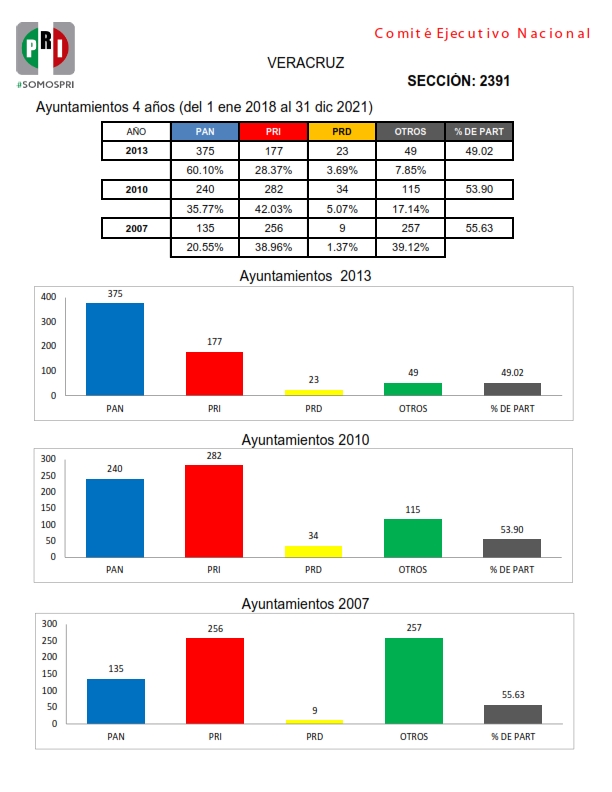 Comité Ejecutivo Nacional
PRI
#SOMOSPRI
VERACRUZ
SECCIÓN: 2391
Ayuntamientos 4 años (del 1 ene 2018 al 31 dic 2021)
AÑO PAN PRI PRD OTROS % DE PART
2013 375 177 23 49 49.02
60.10% 28.37% 3.69% 7.85%
2010 240 282 34 115 53.90
35.77% 42.03% 5.07% 17.14%
2007 135 256 9 257 55.63
20.55% 38.96% 1.37% 39.12%
Ayuntamientos 2013
400
300
200
100
0
375 177 23 49 49.02
PAN PRI PRD OTROS % DE PART
Ayuntamientos 2010
300
250
200
150
100
50
0
240 282 34 115 53.90
PAN PRI PRD OTROS % DE PART
Ayuntamientos 2007
300
250
200
150
100
50
0
135 256 9 257 55.63
PAN PRI PRD OTROS % DE PART